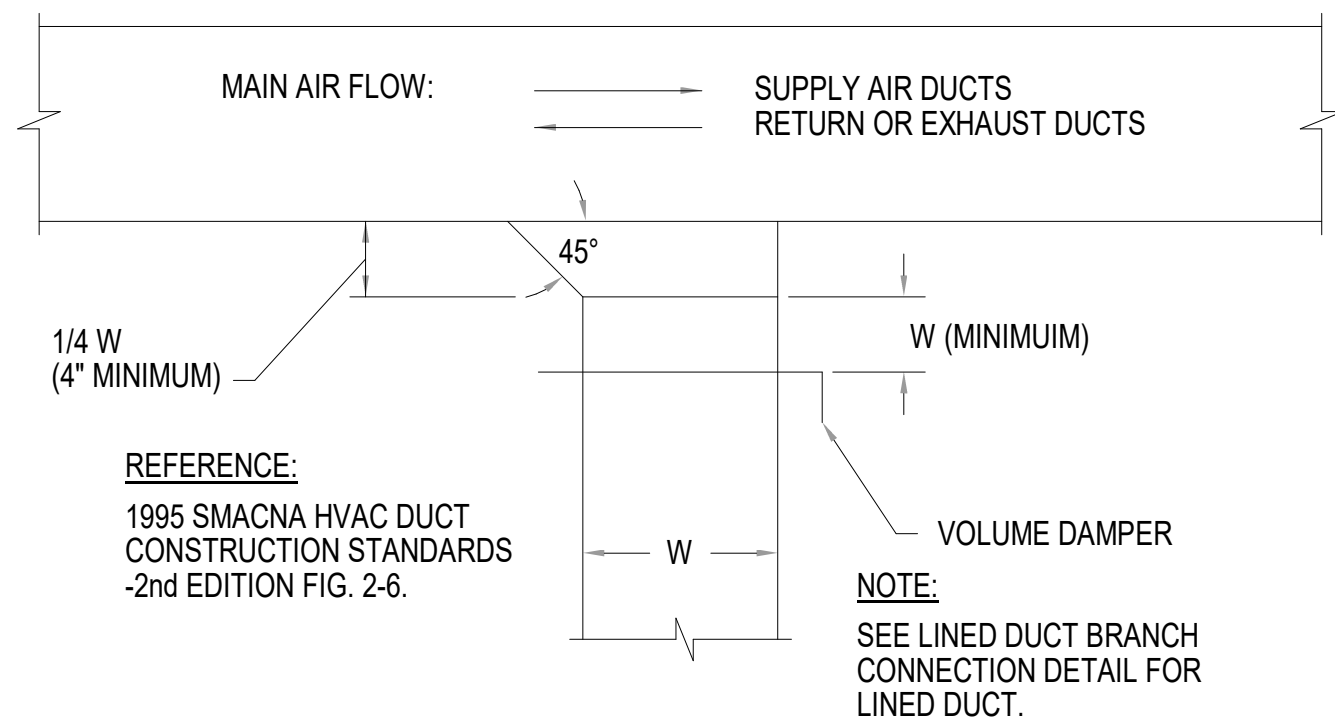 MAIN AIR FLOW:
SUPPLY AIR DUCTS
RETURN OR EXHAUST DUCTS
45°
1/4 W
(4" MINIMUM)
W (MINIMUIM)
REFERENCE:
1995 SMACNA HVAC DUCT
CONSTRUCTION STANDARDS
-2nd EDITION FIG. 2-6.
W
VOLUME DAMPER
NOTE:
SEE LINED DUCT BRANCH
CONNECTION DETAIL FOR
LINED DUCT.